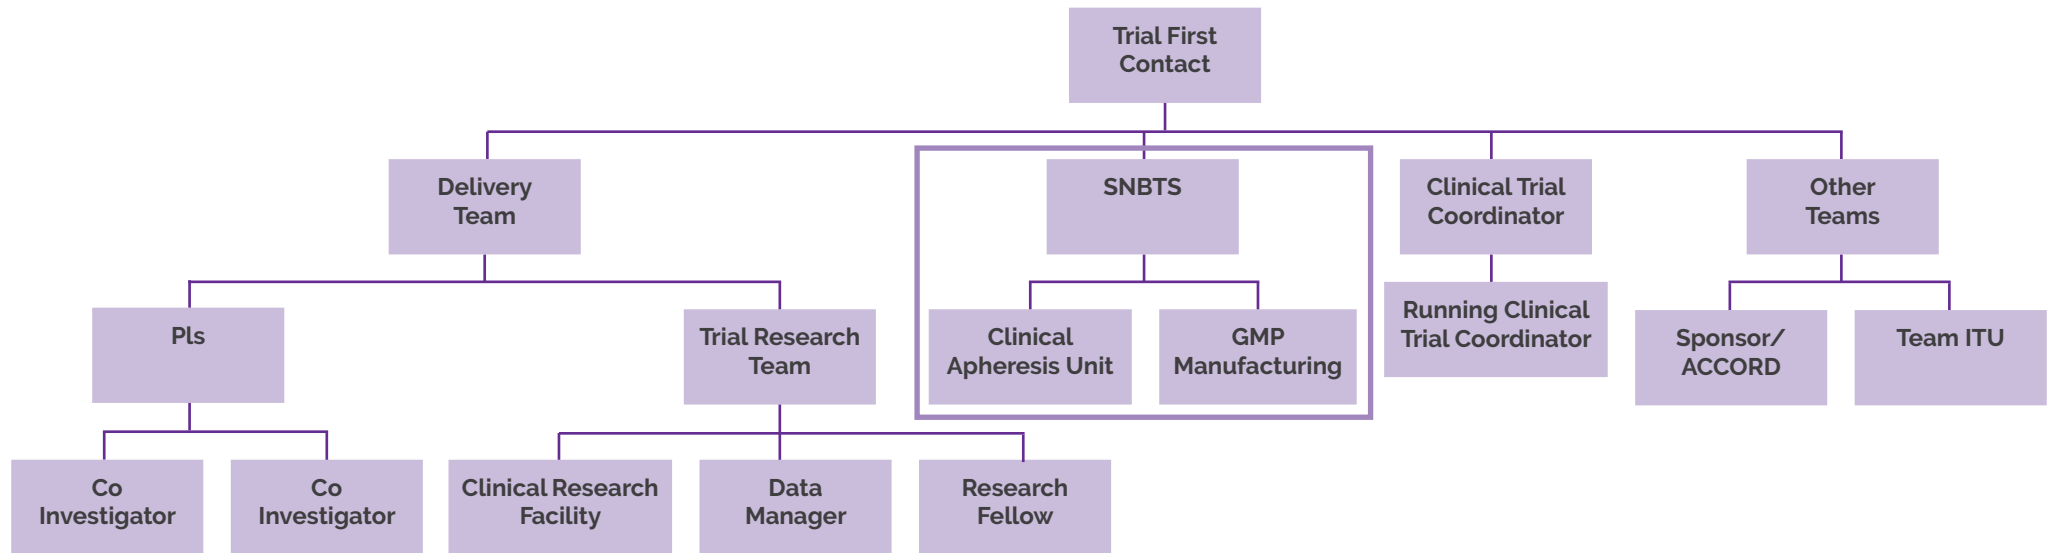 Trial First
Contact
Delivery
Team
SNBTS
Clinical Trial
Coordinator
Other
Teams
PIs
Trial Research
Team
Clinical
Apheresis Unit
GMP
Manufacturing
Running Clinical
Trial Coordinator
Sponsor/
ACCORD
Team ITU
Co
Investigator
Co
Investigator
Clinical Research
Facility
Data
Manager
Research
Fellow